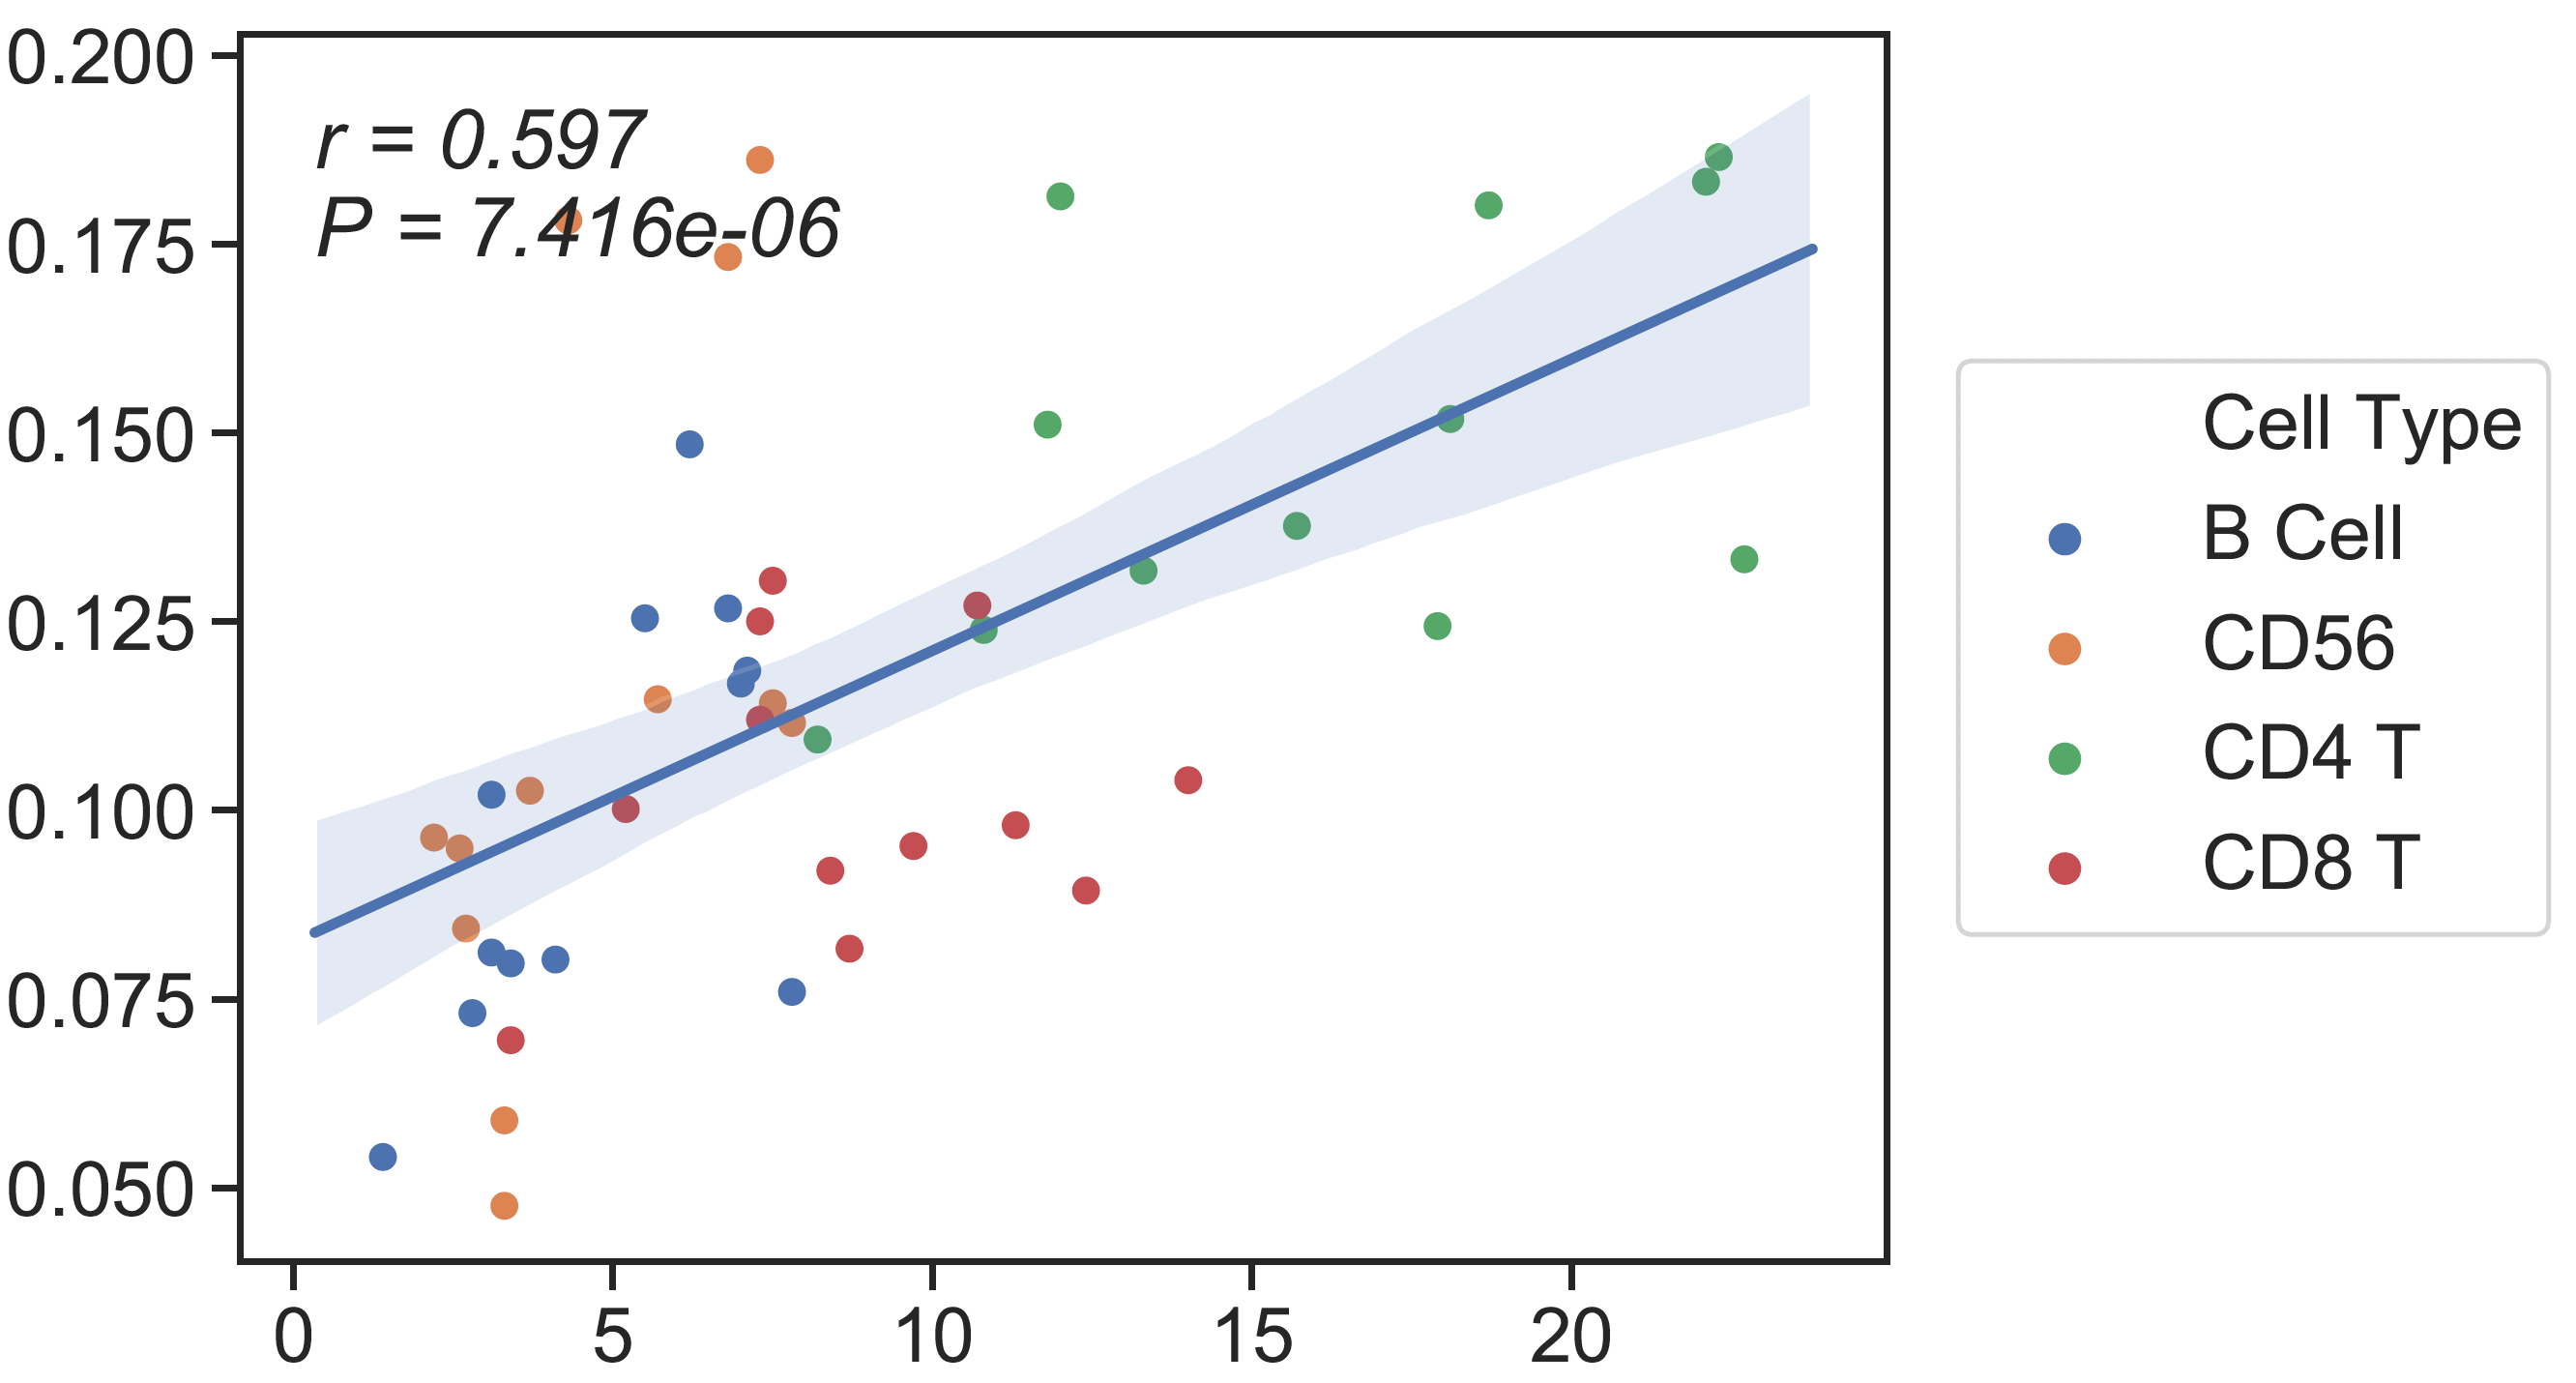 0.200
0.175
0.150
0.125
0.100
0.075
0.050
r = 0.597
P = 7.416e-06
0 5 10 15 20
Cell Type
B Cell
CD56
CD4 T
CD8 T